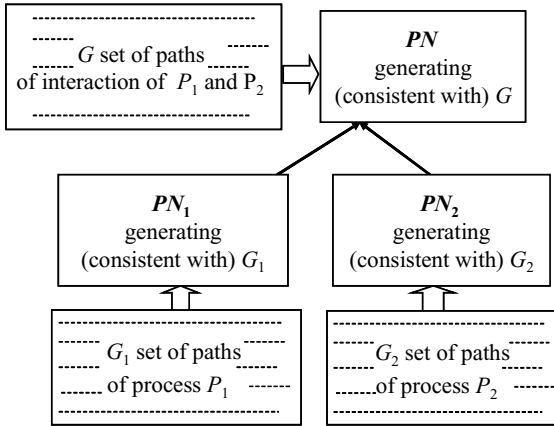 G set of paths
of interaction of P₁ and P₂
PN
generating
(consistent with) G
PN₁
generating
(consistent with) G₁
PN₂
generating
(consistent with) G₂
G₁ set of paths
of process P₁
G₂ set of paths
of process P₂